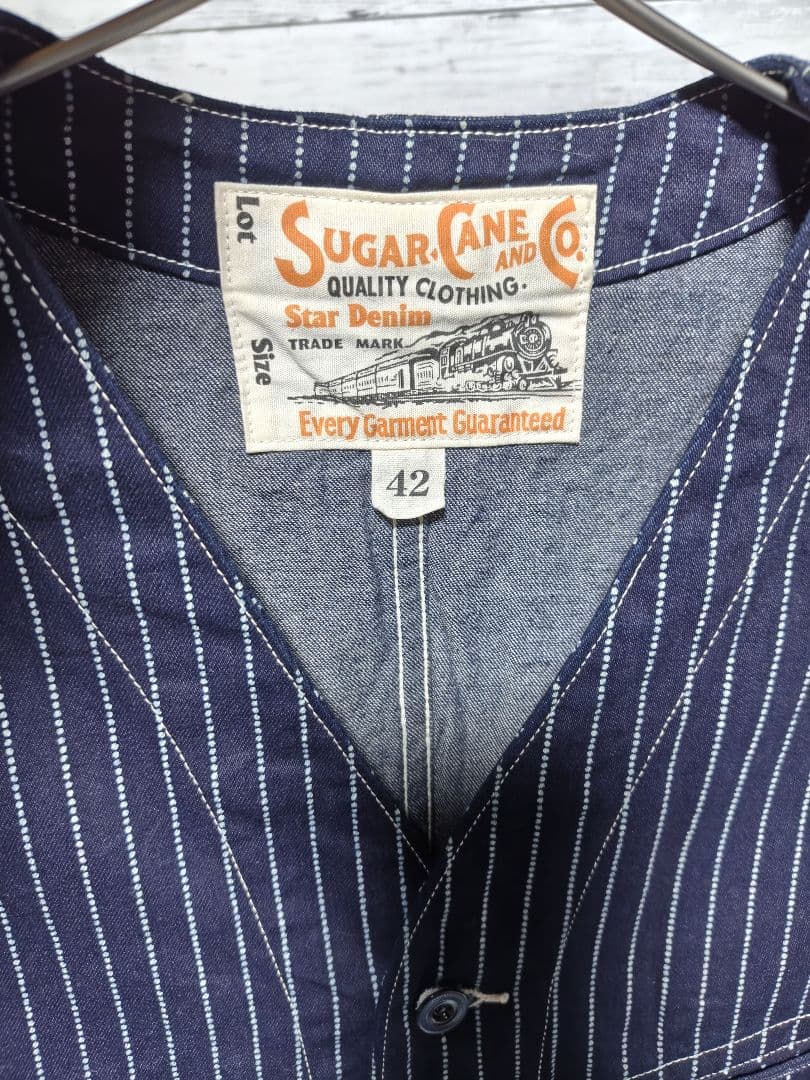 Lot
SUGAR CANE AND CO.
QUALITY CLOTHING.
Star Denim
TRADE MARK
Size
Every Garment Guaranteed
42